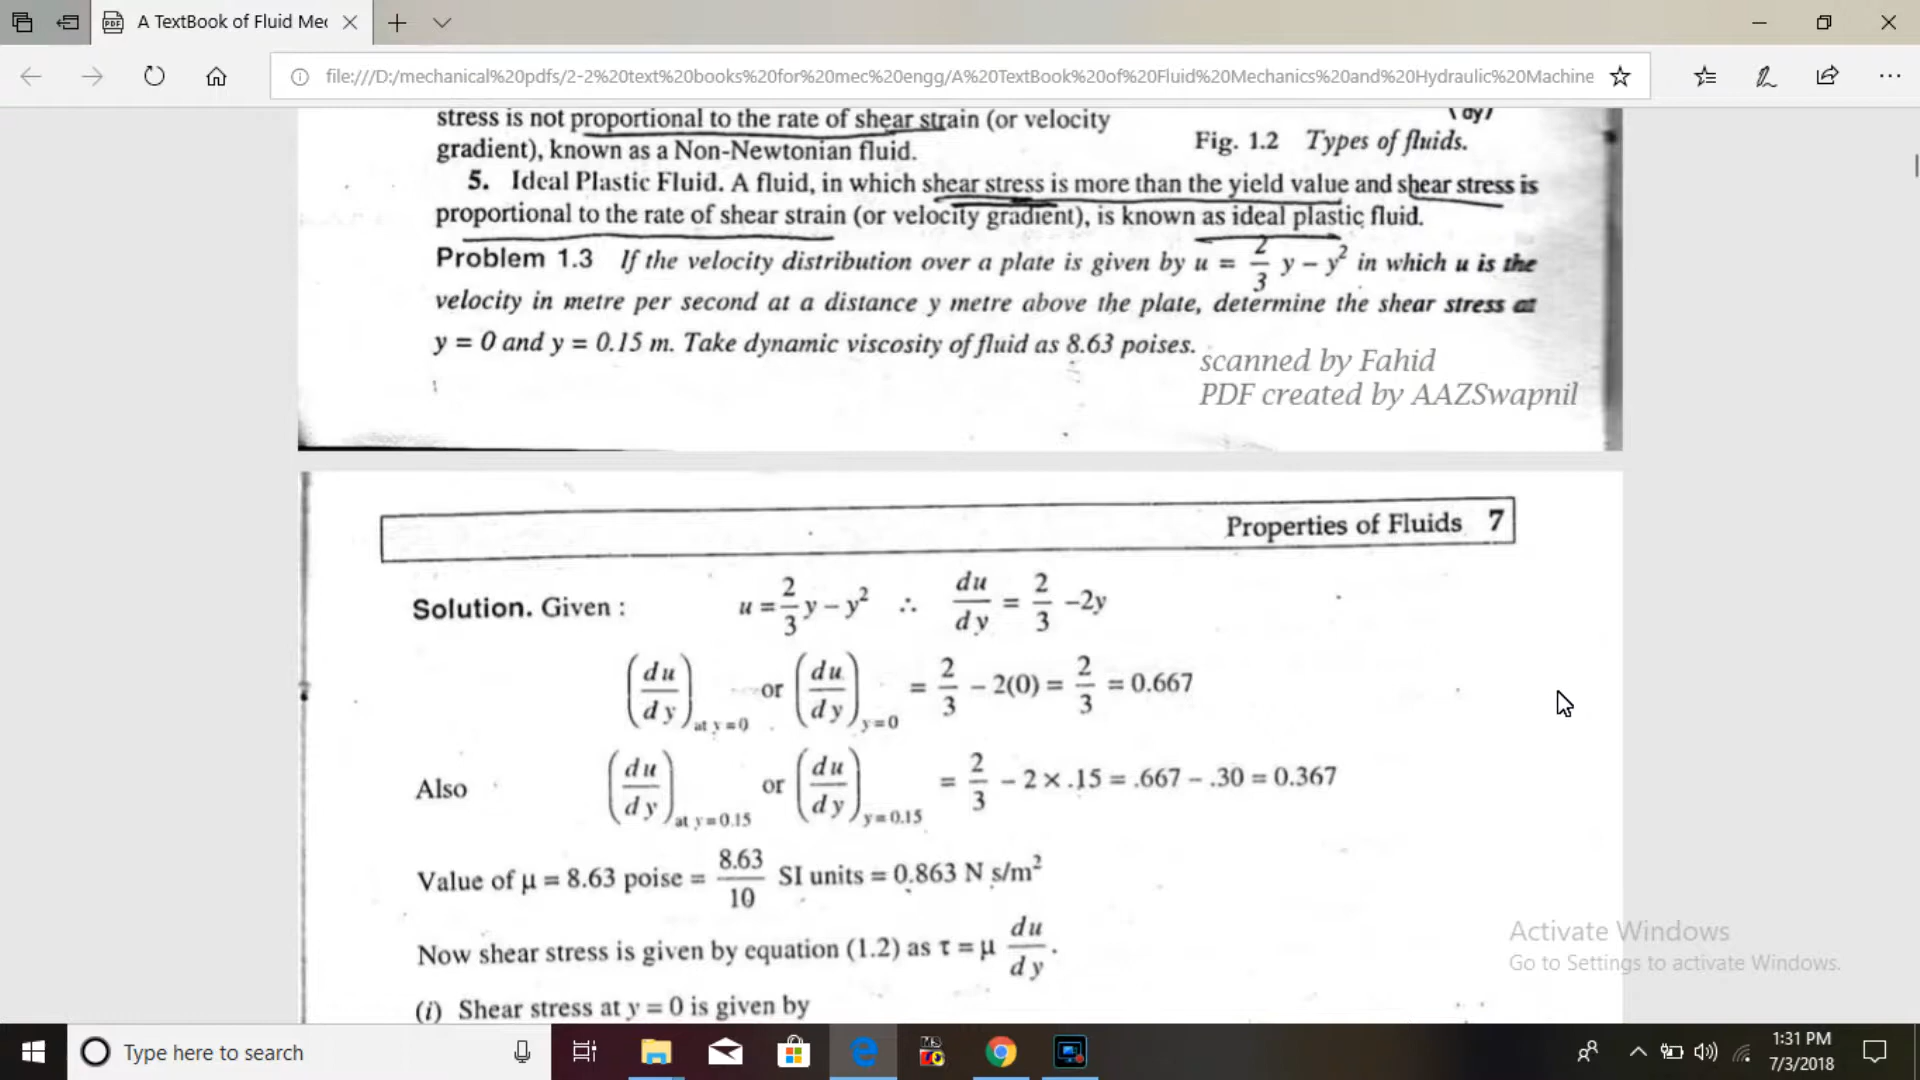 A TextBook of Fluid Mec
file:///D:/mechanical%20pdfs/2-2%20text%20books%20for%20mec%20engg/A%20TextBook%20of%20Fluid%20Mechanics%20and%20Hydraulic%20Machine
stress is not proportional to the rate of shear strain (or velocity
gradient), known as a Non-Newtonian fluid.
Fig. 1.2 Types of fluids.
5. Ideal Plastic Fluid. A fluid, in which shear stress is more than the yield value and shear stress is
proportional to the rate of shear strain (or velocity gradient), is known as ideal plastic fluid.
Problem 1.3 If the velocity distribution over a plate is given by u = 2/3 y – y² in which u is the
velocity in metre per second at a distance y metre above the plate, determine the shear stress at
y = 0 and y = 0.15 m. Take dynamic viscosity of fluid as 8.63 poises.
scanned by Fahid
PDF created by AAZSwapnil
Properties of Fluids 7
Solution. Given : u = 2/3 y – y² ∴ du/dy = 2/3 –2y
(du/dy) at y = 0 or (du/dy) y = 0 = 2/3 – 2(0) = 2/3 = 0.667
Also (du/dy) at y = 0.15 or (du/dy) y = 0.15 = 2/3 – 2 × .15 = .667 – .30 = 0.367
Value of μ = 8.63 poise = 8.63/10 SI units = 0.863 N s/m²
Now shear stress is given by equation (1.2) as τ = μ du/dy .
(i) Shear stress at y = 0 is given by
Activate Windows
Go to Settings to activate Windows.
Type here to search
1:31 PM
7/3/2018